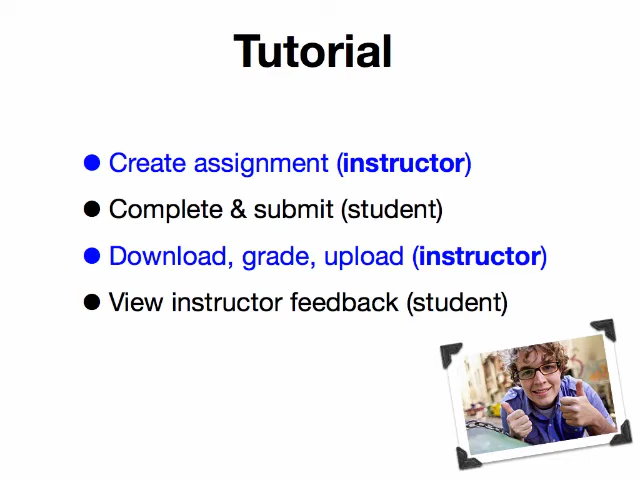 Tutorial
● Create assignment (instructor)
● Complete & submit (student)
● Download, grade, upload (instructor)
● View instructor feedback (student)